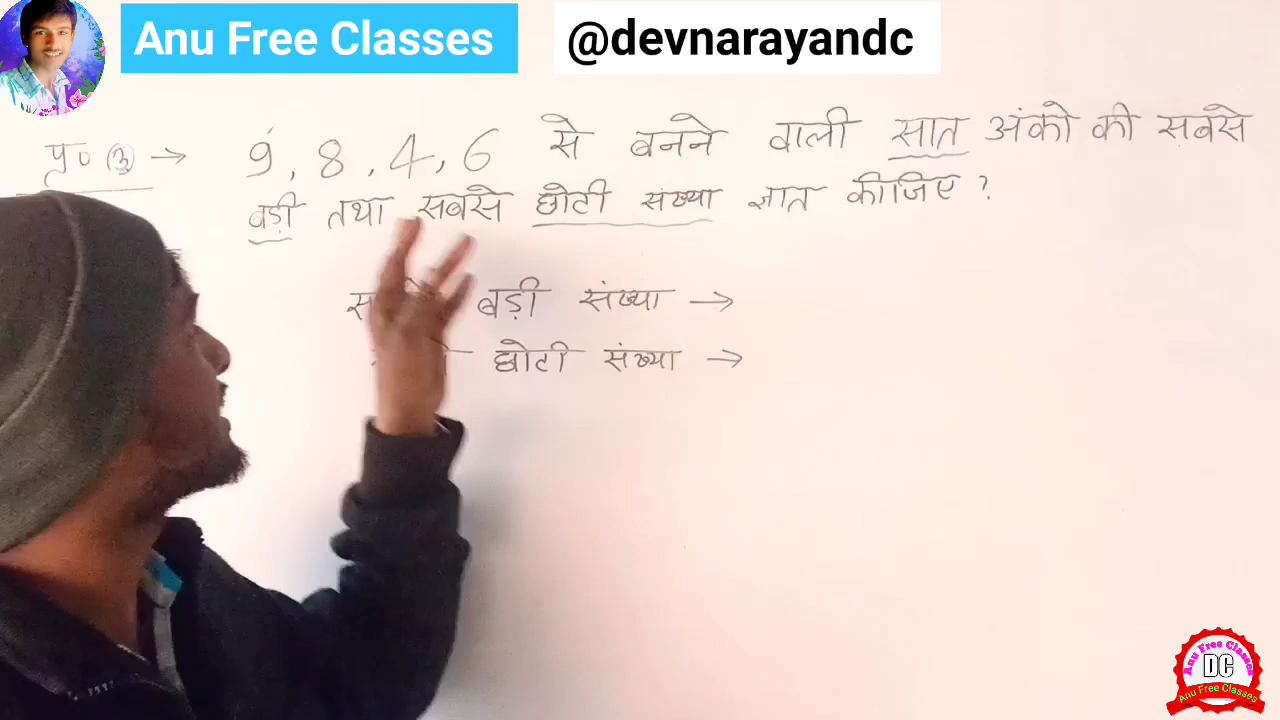 Anu Free Classes @devnarayandc
प्र० ③ → 9, 8, 4, 6 से बनने वाली सात अंको की सबसे
बड़ी तथा सबसे छोटी संख्या ज्ञात कीजिए ?
बड़ी संख्या →
छोटी संख्या →
Anu Free Classes
DC
Anu Free Classes